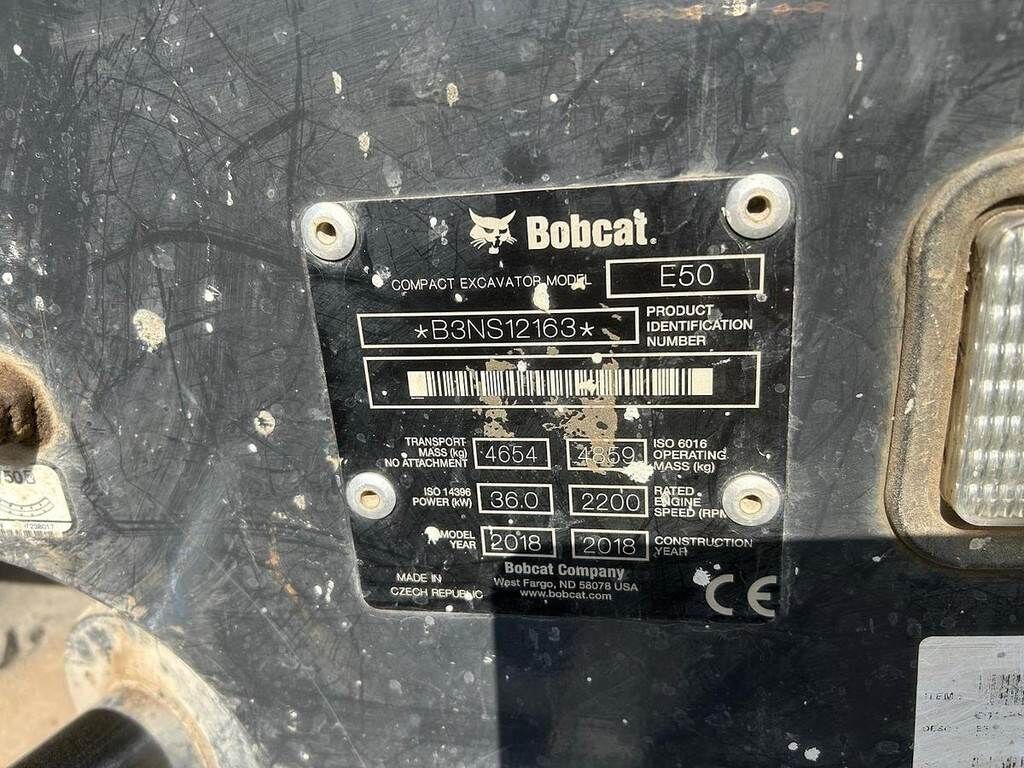 Bobcat.
COMPACT EXCAVATOR MODEL E50
*B3NS12163* PRODUCT IDENTIFICATION NUMBER
TRANSPORT MASS (kg) NO ATTACHMENT 4654 4859 ISO 6016 OPERATING MASS (kg)
ISO 14396 POWER (kW) 36.0 2200 RATED ENGINE SPEED (RPM
MODEL YEAR 2018 2018 CONSTRUCTION YEAR
Bobcat Company
West Fargo, ND 58078 USA
www.bobcat.com
MADE IN
CZECH REPUBLIC
CE
ITEM:
DESC: